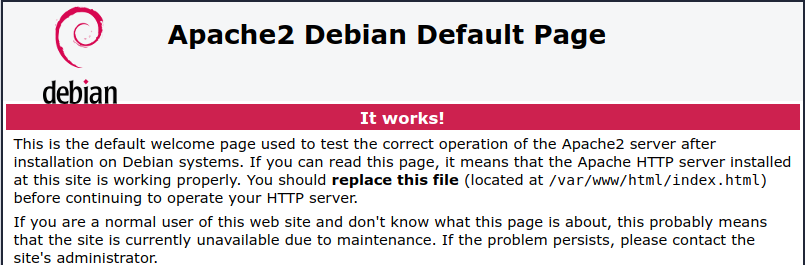 Apache2 Debian Default Page
debian
It works!
This is the default welcome page used to test the correct operation of the Apache2 server after
installation on Debian systems. If you can read this page, it means that the Apache HTTP server installed
at this site is working properly. You should replace this file (located at /var/www/html/index.html)
before continuing to operate your HTTP server.
If you are a normal user of this web site and don't know what this page is about, this probably means
that the site is currently unavailable due to maintenance. If the problem persists, please contact the
site's administrator.